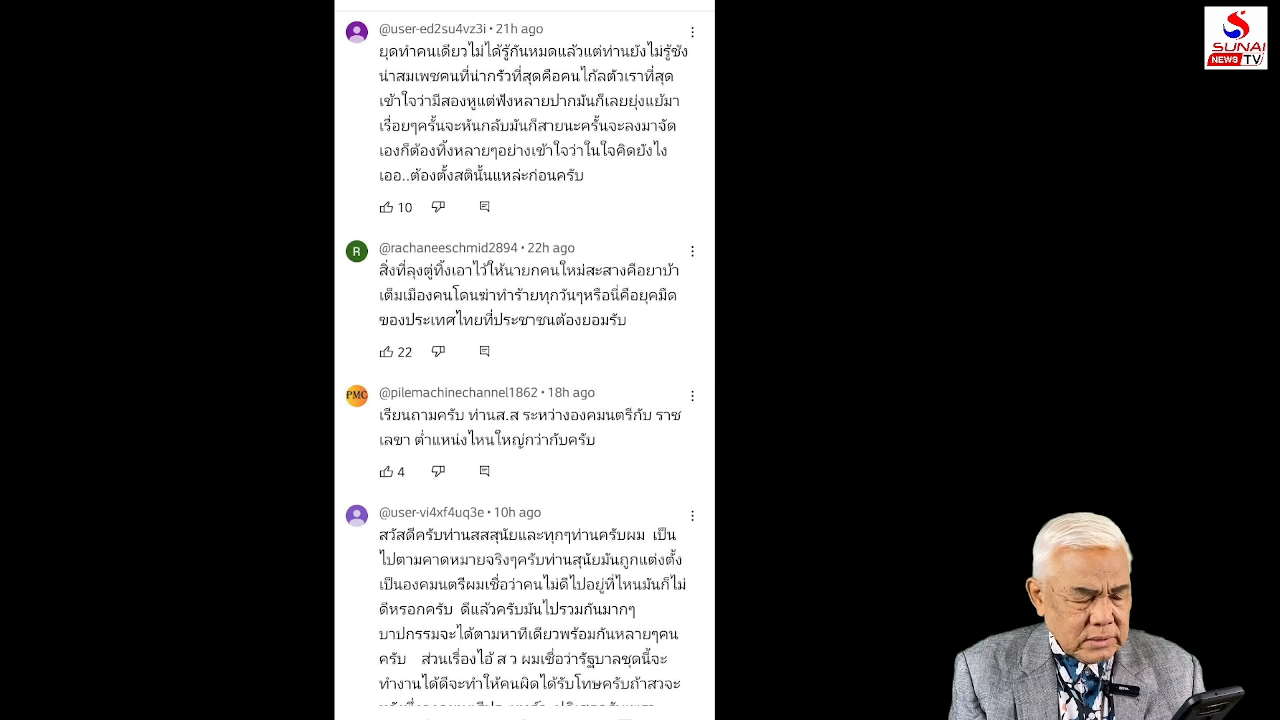 @user-ed2su4vz3i • 21h ago
ยุดทำคนเดียวไม่ได้รู้กันหมดแล้วแต่ท่านยังไม่รู้ซัง
น่าสมเพชคนที่น่ากรัวที่สุดคือคนไก้ลตัวเราที่สุด
เข้าใจว่ามีสองหูแต่ฟังหลายปากมันก็เลยยุ่งแย้มา
เรื่อยๆครั้นจะหันกลับมันก็สายนะครั้นจะลงมาจัด
เองก็ต้องทิ้งหลายๆอย่างเข้าใจว่าในใจคิดยังไง
เออ..ต้องตั้งสตินั้นแหล่ะก่อนครับ
10
R
@rachaneeschmid2894 • 22h ago
สิ่งที่ลุงตู่ทิ้งเอาไว้ให้นายกคนใหม่สะสางคือยาบ้า
เต็มเมืองคนโดนฆ่าทำร้ายทุกวันๆหรือนี่คือยุคมืด
ของประเทศไทยที่ประชาชนต้องยอมรับ
22
PMC
@pilemachinechannel1862 • 18h ago
เรียนถามครับ ท่านส.ส ระหว่างองคมนตรีกับ ราช
เลขา ตำแหน่งไหนใหญ่กว่ากับครับ
4
@user-vi4xf4uq3e • 10h ago
สวัสดีครับท่านสสสุนัยและทุกๆท่านครับผม เป็น
ไปตามคาดหมายจริงๆครับท่านสุนัยมันถูกแต่งตั้ง
เป็นองคมนตรีผมเชื่อว่าคนไม่ดีไปอยู่ที่ไหนมันก็ไม่
ดีหรอกครับ ดีแล้วครับมันไปรวมกันมากๆ
บาปกรรมจะได้ตามหาทีเดียวพร้อมกันหลายๆคน
ครับ ส่วนเรื่องไอ้ ส ว ผมเชื่อว่ารัฐบาลชุดนี้จะ
ทำงานได้ดีจะทำให้คนผิดได้รับโทษครับถ้าสวจะ
SUNAI
NEWS TV